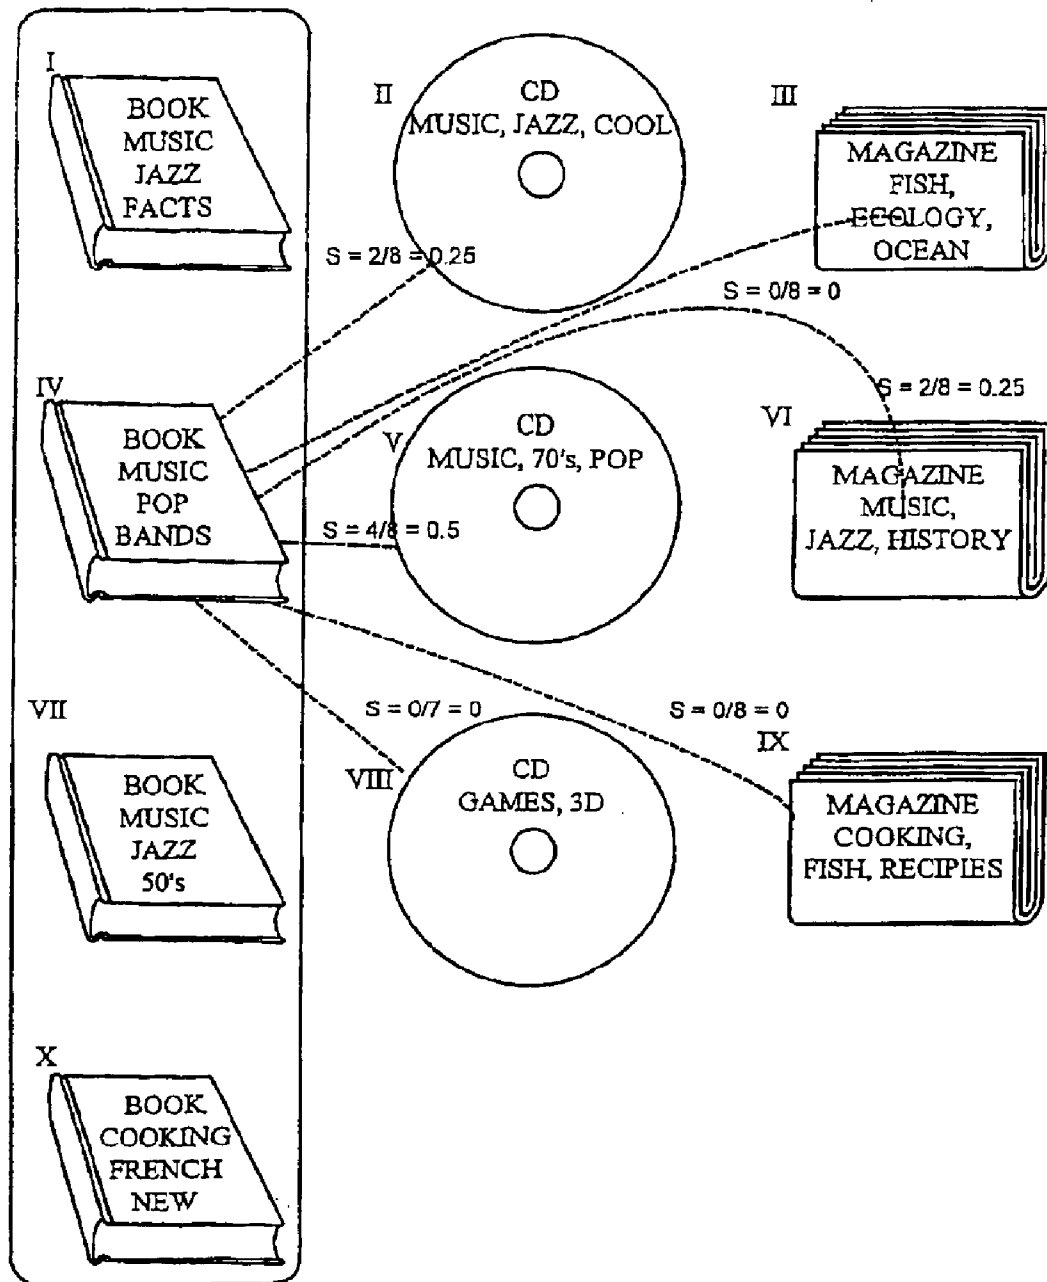 I
BOOK
MUSIC
JAZZ
FACTS
II
CD
MUSIC, JAZZ, COOL
III
MAGAZINE
FISH,
ECOLOGY,
OCEAN
S = 2/8 = 0.25
S = 0/8 = 0
IV
BOOK
MUSIC
POP
BANDS
V
CD
MUSIC, 70's, POP
S = 2/8 = 0.25
VI
MAGAZINE
MUSIC,
JAZZ, HISTORY
S = 4/8 = 0.5
VII
BOOK
MUSIC
JAZZ
50's
S = 0/7 = 0
VIII
CD
GAMES, 3D
S = 0/8 = 0
IX
MAGAZINE
COOKING,
FISH, RECIPIES
X
BOOK
COOKING
FRENCH
NEW